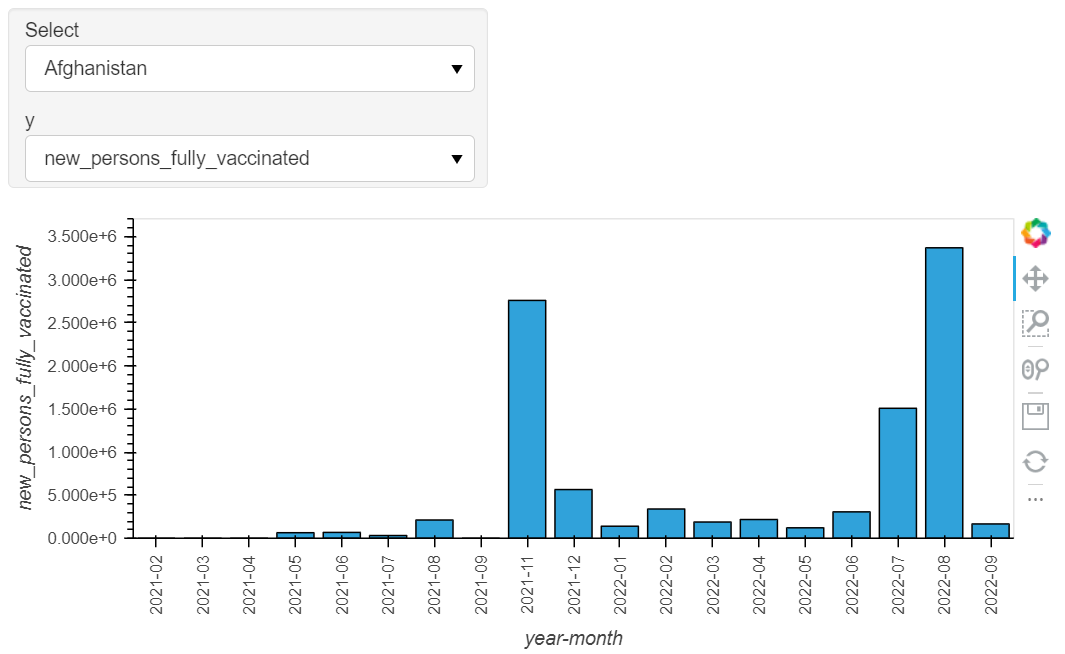 Select
Afghanistan
y
new_persons_fully_vaccinated
new_persons_fully_vaccinated
3.500e+6
3.000e+6
2.500e+6
2.000e+6
1.500e+6
1.000e+6
5.000e+5
0.000e+0
2021-02
2021-03
2021-04
2021-05
2021-06
2021-07
2021-08
2021-09
2021-11
2021-12
2022-01
2022-02
2022-03
2022-04
2022-05
2022-06
2022-07
2022-08
2022-09
year-month